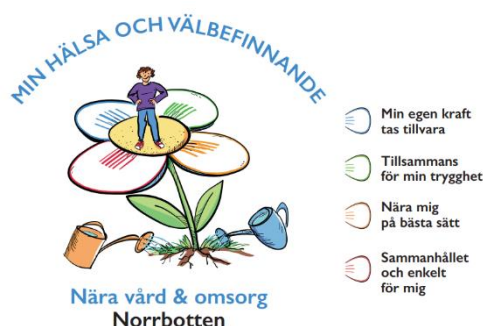 MIN HÄLSA OCH VÄLBEFINNANDE
Min egen kraft
tas tillvara
Tillsammans
för min trygghet
Nära mig
på bästa sätt
Sammanhållet
och enkelt
för mig
Nära vård & omsorg
Norrbotten